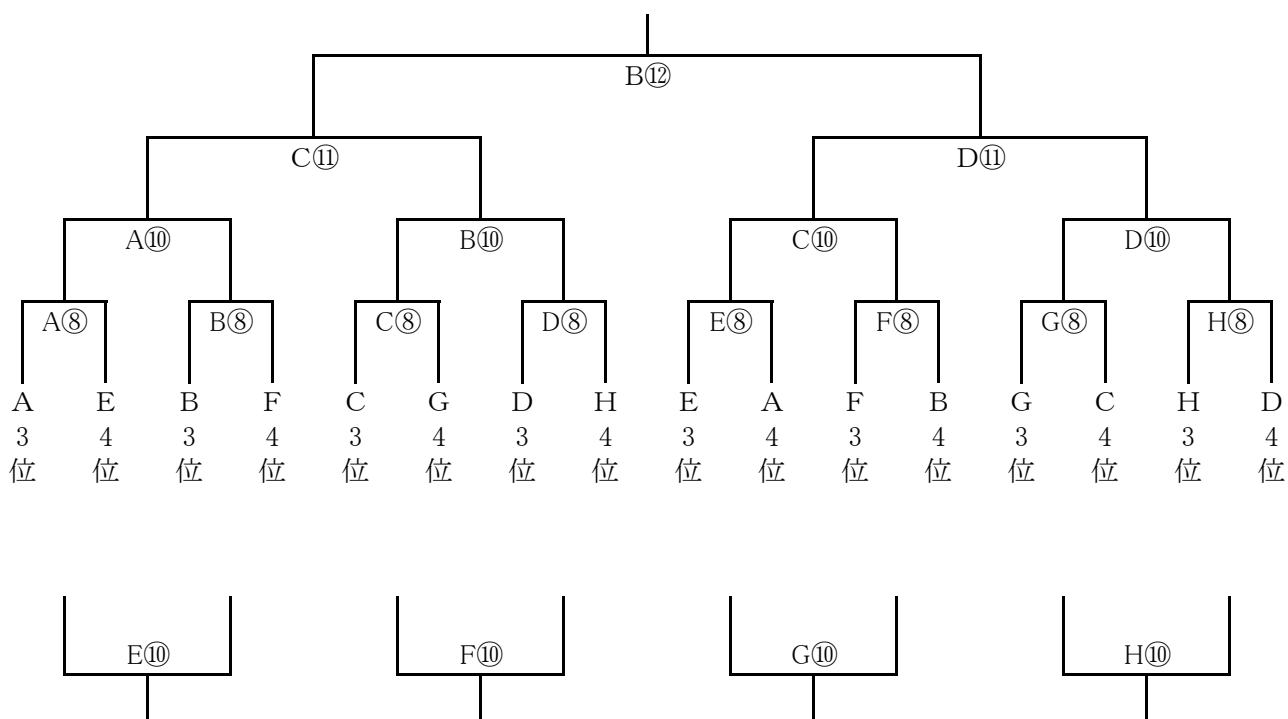 B⑫
C⑪ D⑪
A⑩ B⑩ C⑩ D⑩
A⑧ B⑧ C⑧ D⑧ E⑧ F⑧ G⑧ H⑧
A E B F C G D H E A F B G C H D
3 4 3 4 3 4 3 4 3 4 3 4 3 4 3 4
位 位 位 位 位 位 位 位 位 位 位 位 位 位 位 位
E⑩ F⑩ G⑩ H⑩